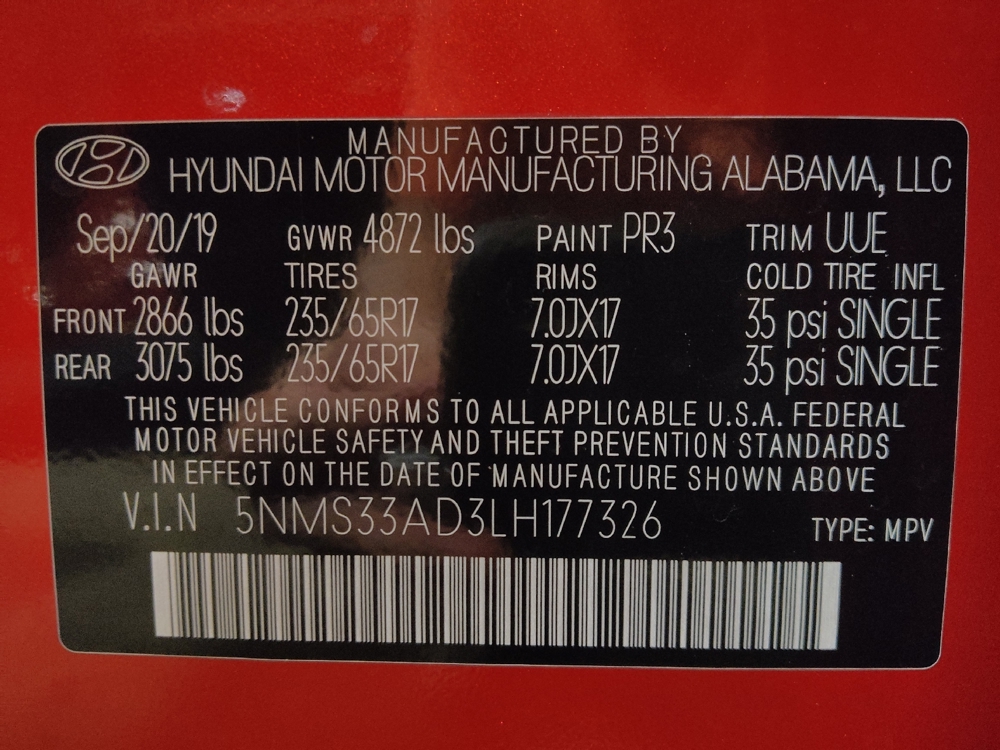 MANUFACTURED BY
HYUNDAI MOTOR MANUFACTURING ALABAMA, LLC
Sep/20/19 GVWR 4872 lbs PAINT PR3 TRIM UUE
GAWR TIRES RIMS COLD TIRE INFL
FRONT 2866 lbs 235/65R17 7.0JX17 35 psi SINGLE
REAR 3075 lbs 235/65R17 7.0JX17 35 psi SINGLE
THIS VEHICLE CONFORMS TO ALL APPLICABLE U.S.A. FEDERAL
MOTOR VEHICLE SAFETY AND THEFT PREVENTION STANDARDS
IN EFFECT ON THE DATE OF MANUFACTURE SHOWN ABOVE
V.I.N 5NMS33AD3LH177326 TYPE: MPV